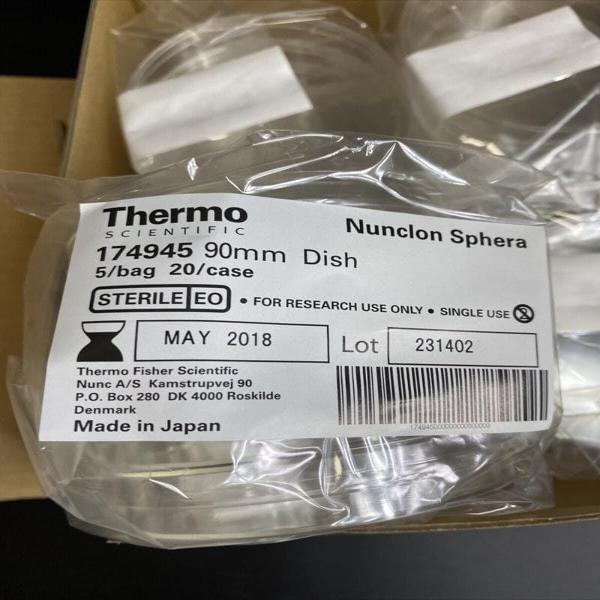 Thermo
SCIENTIFIC
Nunclon Sphera
174945 90mm Dish
5/bag 20/case
STERILE EO • FOR RESEARCH USE ONLY • SINGLE USE 2
MAY 2018 Lot 231402
Thermo Fisher Scientific
Nunc A/S Kamstrupvej 90
P.O. Box 280 DK 4000 Roskilde
Denmark
Made in Japan